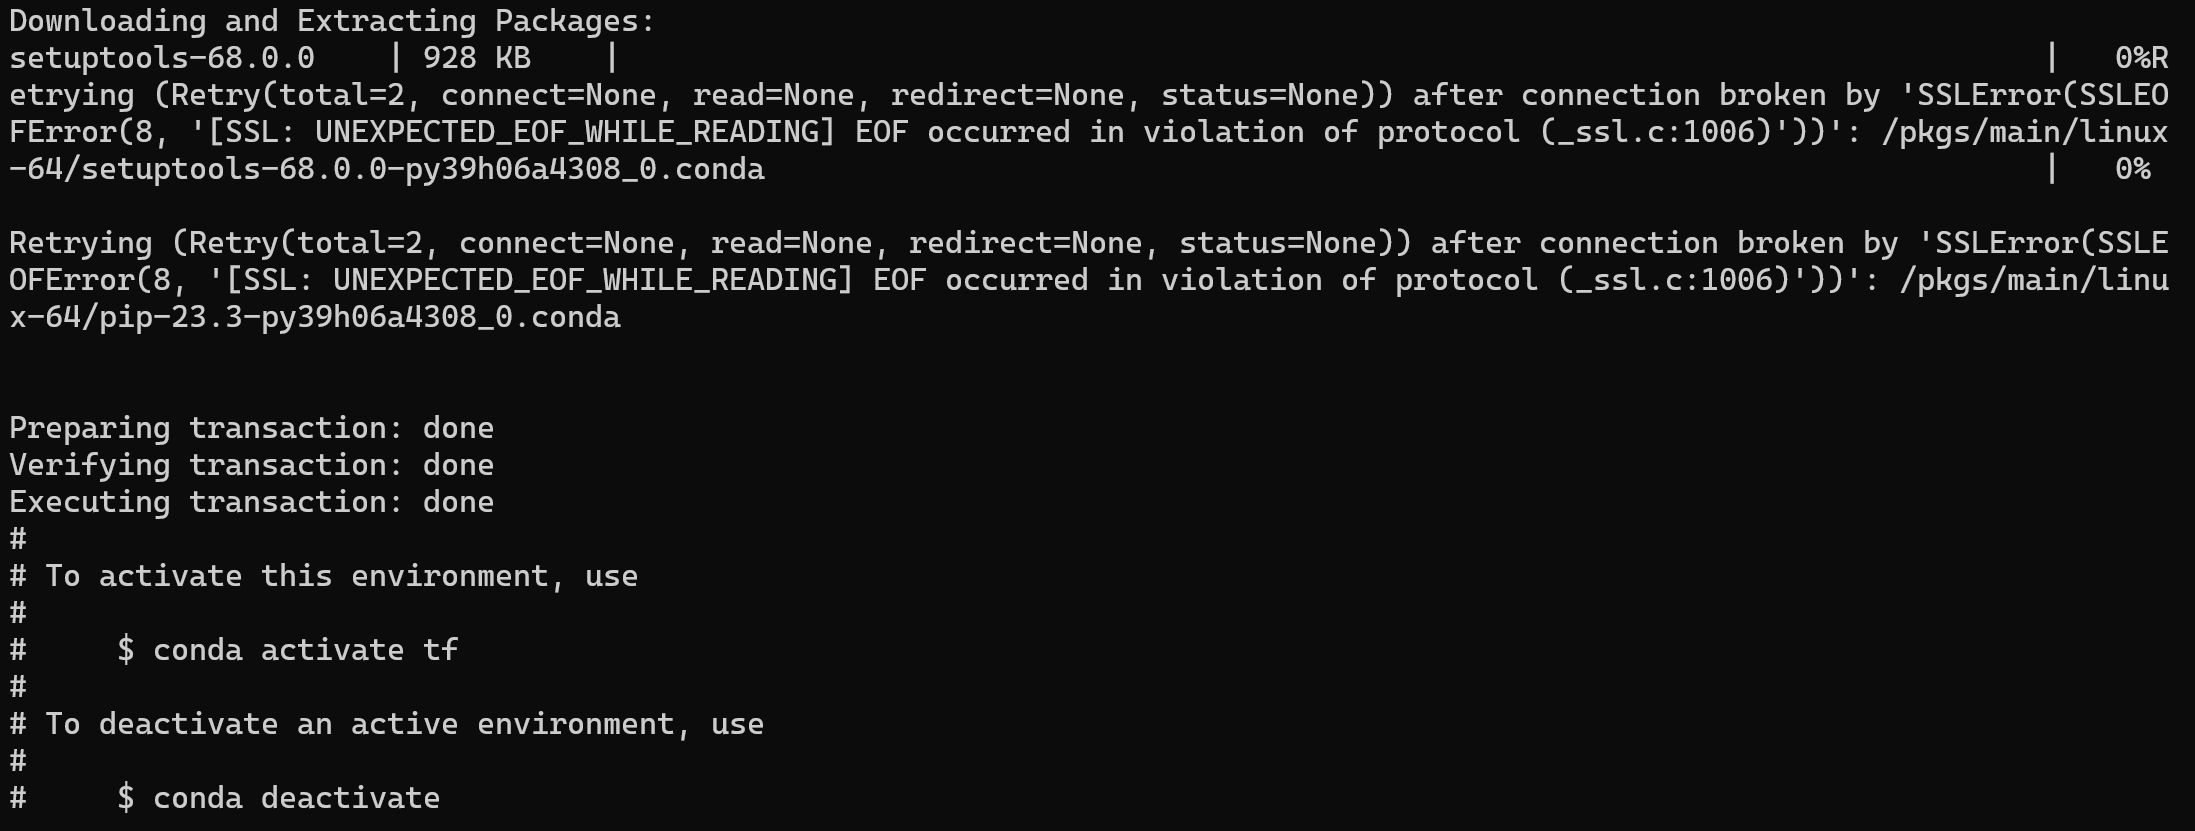 Downloading and Extracting Packages:
setuptools-68.0.0    | 928 KB    |                                                                               |   0%R
etrying (Retry(total=2, connect=None, read=None, redirect=None, status=None)) after connection broken by 'SSLError(SSLEO
FError(8, '[SSL: UNEXPECTED_EOF_WHILE_READING] EOF occurred in violation of protocol (_ssl.c:1006)'))': /pkgs/main/linux
-64/setuptools-68.0.0-py39h06a4308_0.conda                                                                       |   0%
Retrying (Retry(total=2, connect=None, read=None, redirect=None, status=None)) after connection broken by 'SSLError(SSLE
OFError(8, '[SSL: UNEXPECTED_EOF_WHILE_READING] EOF occurred in violation of protocol (_ssl.c:1006)'))': /pkgs/main/linu
x-64/pip-23.3-py39h06a4308_0.conda
Preparing transaction: done
Verifying transaction: done
Executing transaction: done
#
# To activate this environment, use
#
#     $ conda activate tf
#
# To deactivate an active environment, use
#
#     $ conda deactivate